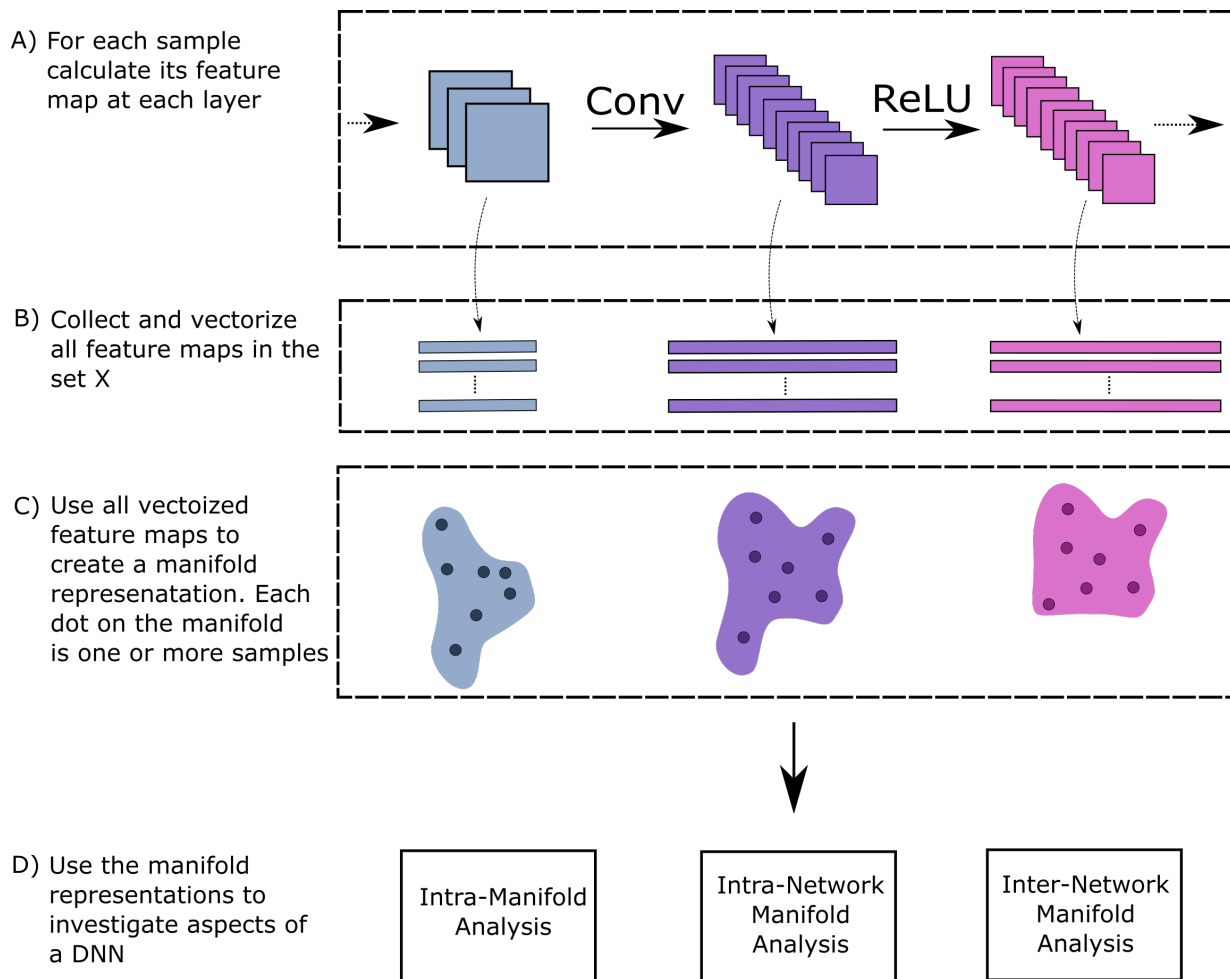 A) For each sample
calculate its feature
map at each layer
Conv
ReLU
B) Collect and vectorize
all feature maps in the
set X
C) Use all vectoized
feature maps to
create a manifold
represenatation. Each
dot on the manifold
is one or more samples
D) Use the manifold
representations to
investigate aspects of
a DNN
Intra-Manifold
Analysis
Intra-Network
Manifold
Analysis
Inter-Network
Manifold
Analysis